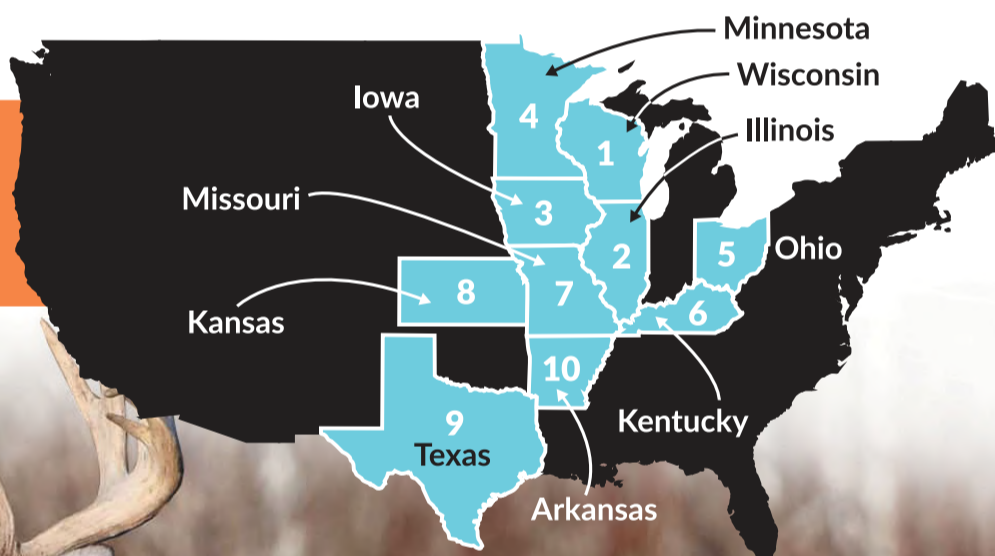 Minnesota
Wisconsin
Iowa
4
Illinois
1
Missouri
3
2
5
Ohio
8
7
6
Kansas
10
9
Texas
Kentucky
Arkansas